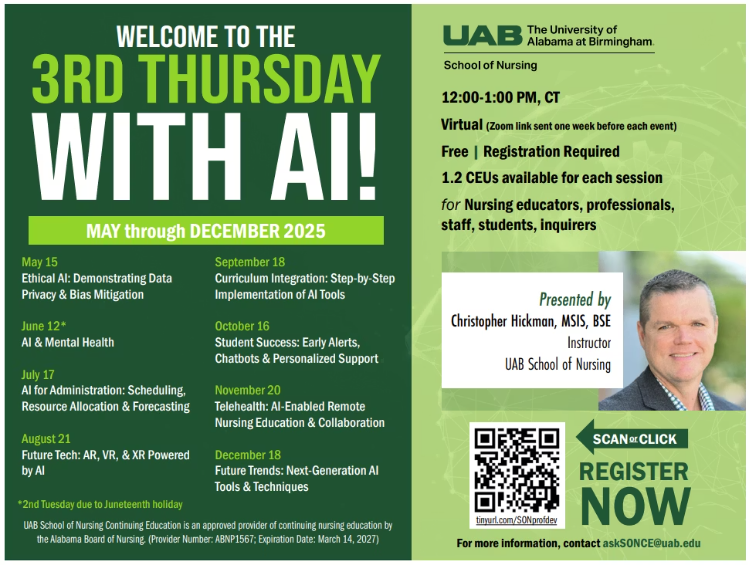 WELCOME TO THE
3RD THURSDAY
WITH AI!
MAY through DECEMBER 2025
May 15
Ethical AI: Demonstrating Data
Privacy & Bias Mitigation
June 12*
AI & Mental Health
July 17
AI for Administration: Scheduling,
Resource Allocation & Forecasting
August 21
Future Tech: AR, VR, & XR Powered
by AI
September 18
Curriculum Integration: Step-by-Step
Implementation of AI Tools
October 16
Student Success: Early Alerts,
Chatbots & Personalized Support
November 20
Telehealth: AI-Enabled Remote
Nursing Education & Collaboration
December 18
Future Trends: Next-Generation AI
Tools & Techniques
*2nd Tuesday due to Juneteenth holiday
UAB School of Nursing Continuing Education is an approved provider of continuing nursing education by
the Alabama Board of Nursing. (Provider Number: ABNP1567; Expiration Date: March 14, 2027)
UAB The University of
Alabama at Birmingham.
School of Nursing
12:00-1:00 PM, CT
Virtual (Zoom link sent one week before each event)
Free | Registration Required
1.2 CEUs available for each session
for Nursing educators, professionals,
staff, students, inquirers
Presented by
Christopher Hickman, MSIS, BSE
Instructor
UAB School of Nursing
SCAN or CLICK
REGISTER
NOW
tinyurl.com/SONprofdev
For more information, contact askSONCE@uab.edu